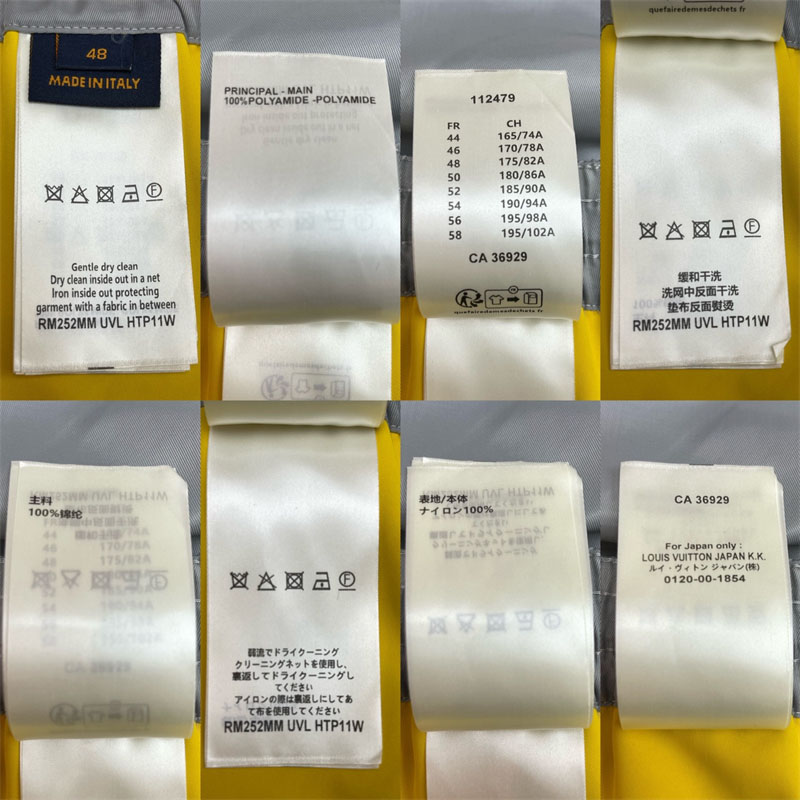 48
MADE IN ITALY
Gentle dry clean
Dry clean inside out in a net
Iron inside out protecting
garment with a fabric in between
RM252MM UVL HTP11W
PRINCIPAL - MAIN
100%POLYAMIDE -POLYAMIDE
112479
FR CH
44 165/74A
46 170/78A
48 175/82A
50 180/86A
52 185/90A
54 190/94A
56 195/98A
58 195/102A
CA 36929
quefairedemesdechets.fr
quefairedemesdechets.fr
缓和干洗
洗网中反面干洗
垫布反面熨烫
RM252MM UVL HTP11W
主料
100%锦纶
弱流でドライクーニング
クリーニングネットを使用し、
裏返してドライクーニングし
てください
アイロンの際は裏返しにしてあ
て布を使用してください
RM252MM UVL HTP11W
表地/本体
ナイロン100%
CA 36929
For Japan only :
LOUIS VUITTON JAPAN K.K.
ルイ・ヴィトン ジャパン(株)
0120-00-1854